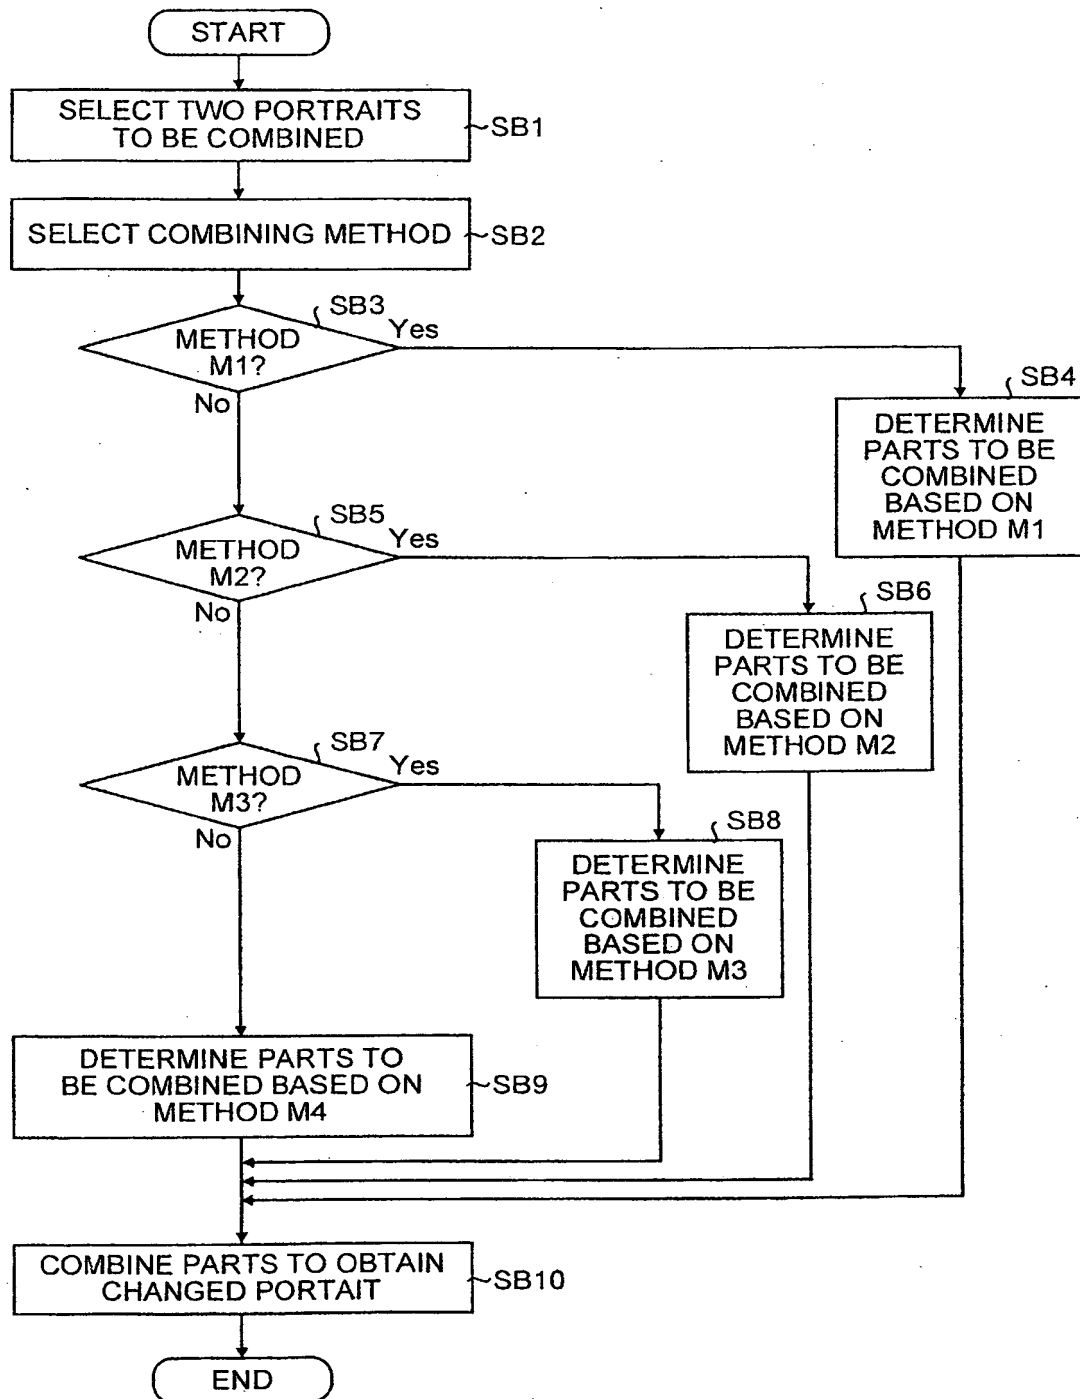 START
SELECT TWO PORTRAITS
TO BE COMBINED
SB1
SELECT COMBINING METHOD
SB2
SB3
METHOD
M1?
Yes
No
SB4
DETERMINE
PARTS TO BE
COMBINED
BASED ON
METHOD M1
SB5
METHOD
M2?
Yes
No
SB6
DETERMINE
PARTS TO BE
COMBINED
BASED ON
METHOD M2
SB7
METHOD
M3?
Yes
No
SB8
DETERMINE
PARTS TO BE
COMBINED
BASED ON
METHOD M3
DETERMINE PARTS TO
BE COMBINED BASED ON
METHOD M4
SB9
COMBINE PARTS TO OBTAIN
CHANGED PORTAIT
SB10
END